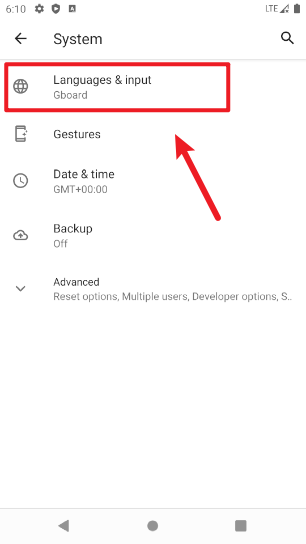 6:10 LTE
System
Languages & input
Gboard
Gestures
Date & time
GMT+00:00
Backup
Off
Advanced
Reset options, Multiple users, Developer options, S..